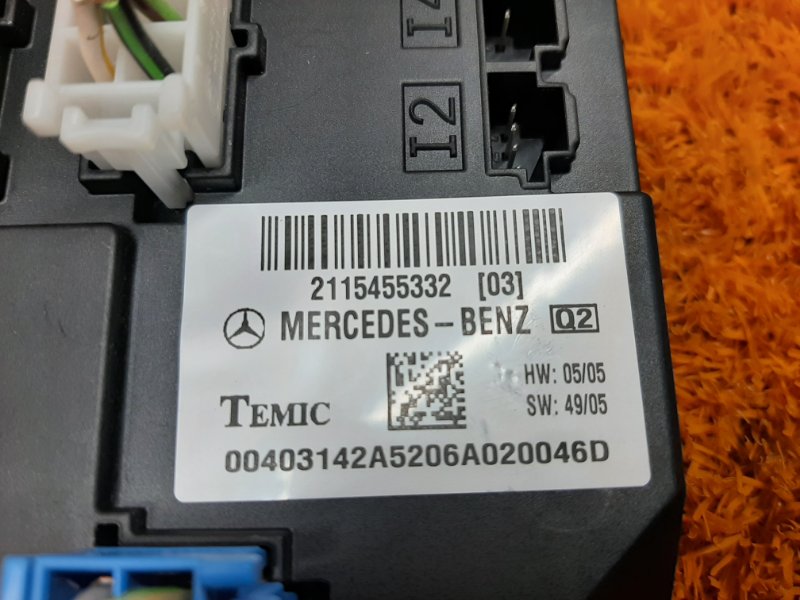 I4
I2
2115455332 [03]
MERCEDES-BENZ Q2
HW: 05/05
TEMIC SW: 49/05
00403142A5206A020046D